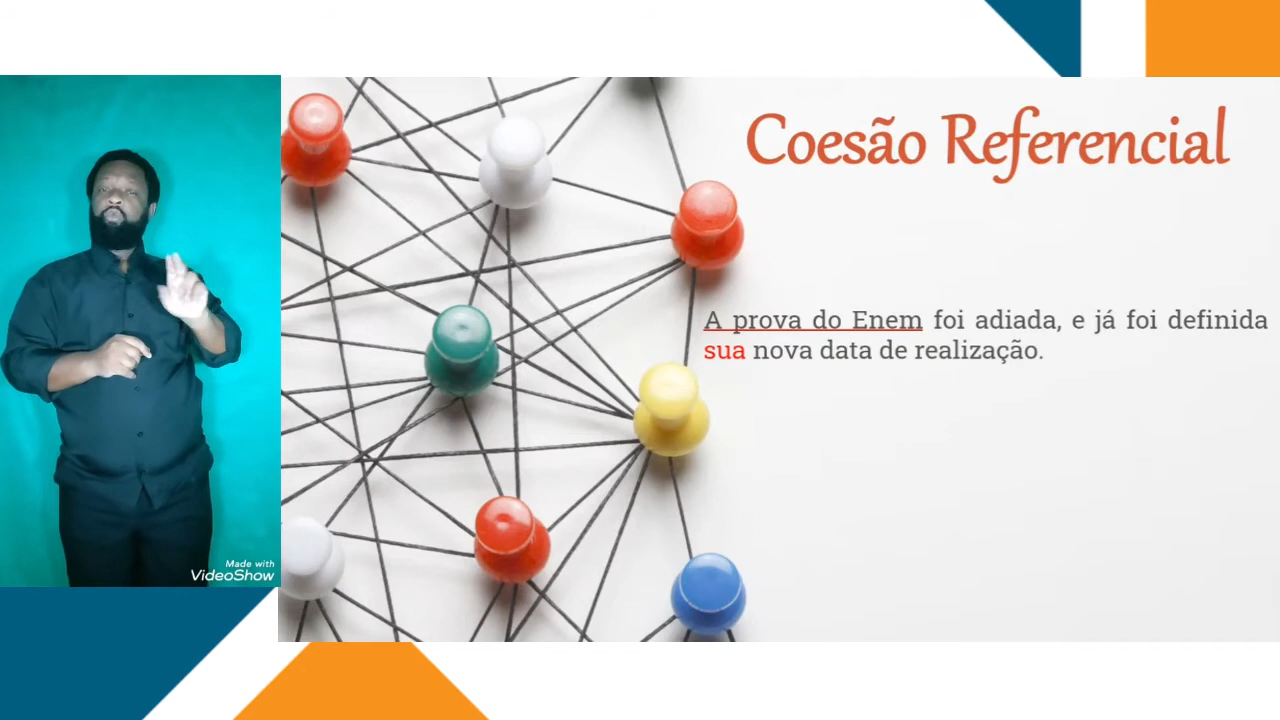 Coesão Referencial
A prova do Enem foi adiada, e já foi definida
sua nova data de realização.
Made with
VideoShow